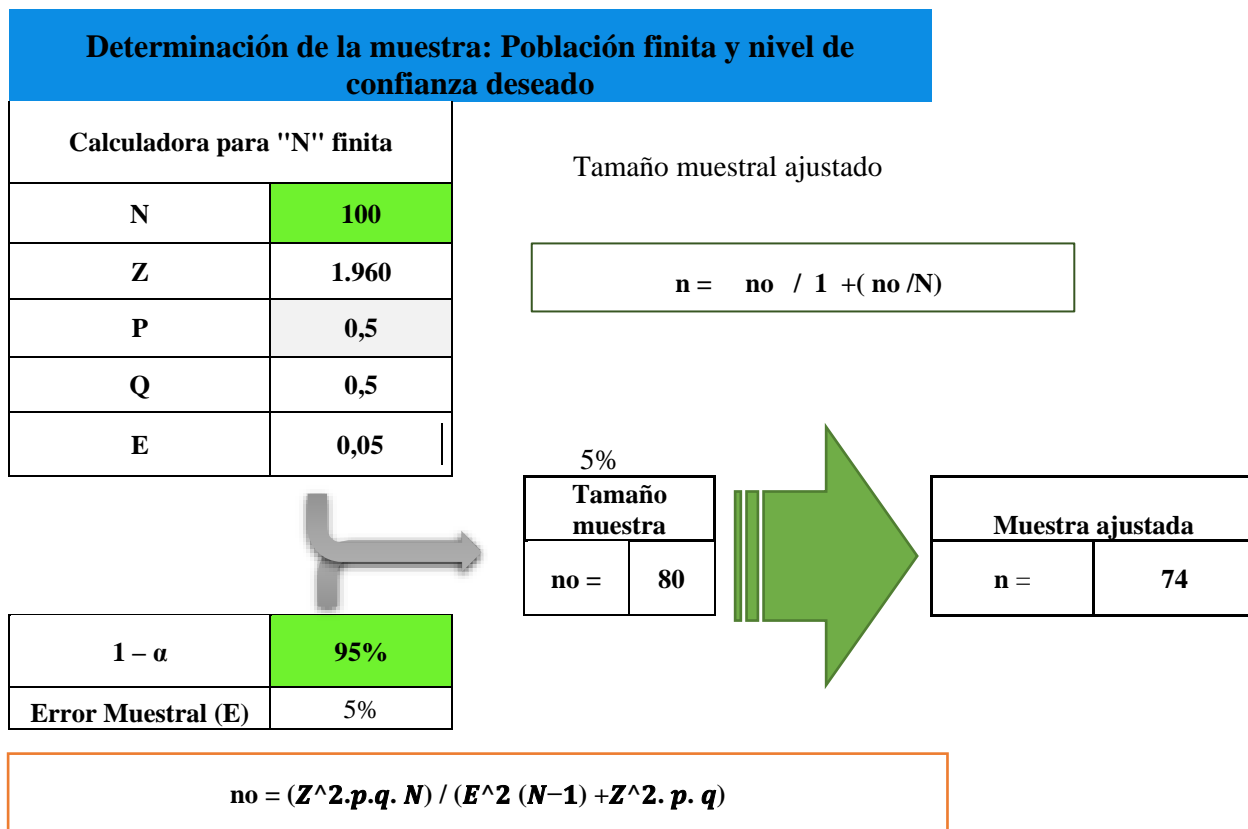 Determinación de la muestra: Población finita y nivel de
confianza deseado
Calculadora para "N" finita
Tamaño muestral ajustado
N 100
Z 1.960
n = no / 1 +( no /N)
P 0,5
Q 0,5
E 0,05
5%
Tamaño
muestra
Muestra ajustada
no = 80
n = 74
1 – α 95%
Error Muestral (E) 5%
no = (Z^2.p.q. N) / (E^2 (N−1) +Z^2. p. q)